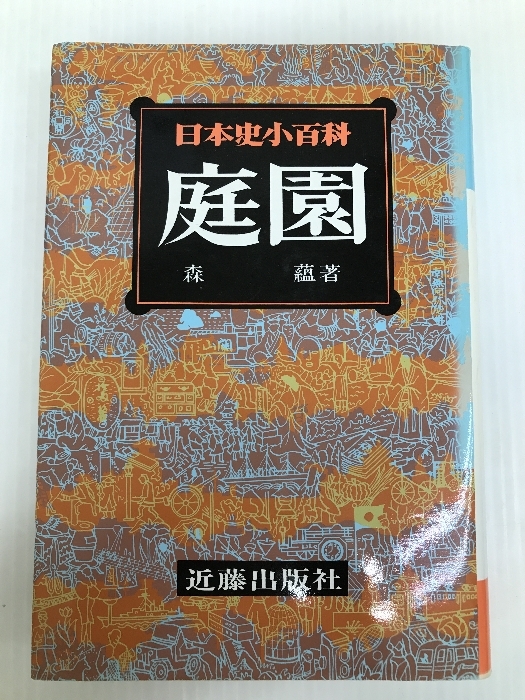 日本史小百科
庭園
森 蘊著
近藤出版社